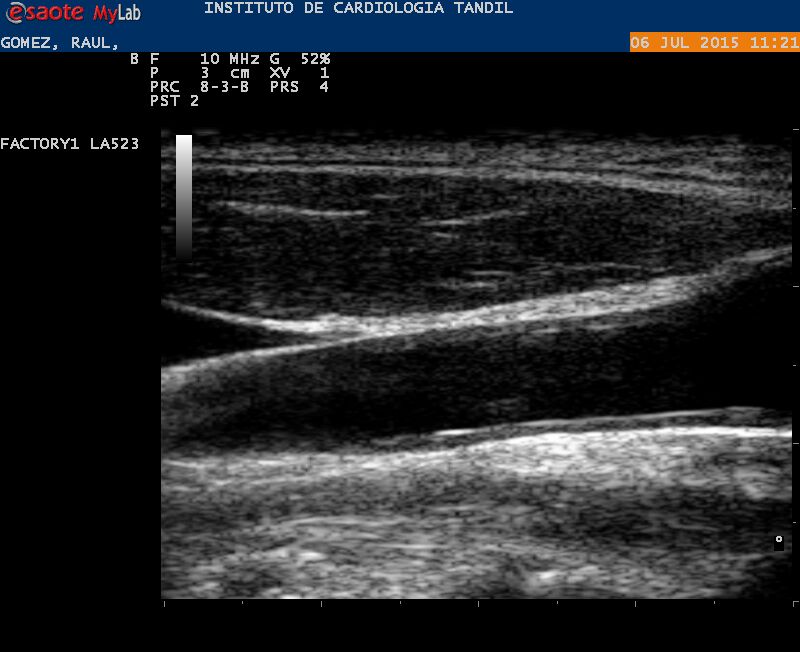 esaote MyLab
INSTITUTO DE CARDIOLOGIA TANDIL
GOMEZ, RAUL,
06 JUL 2015 11:21
B F 10 MHz G 52%
P 3 cm XV 1
PRC 8-3-B PRS 4
PST 2
FACTORY1 LA523